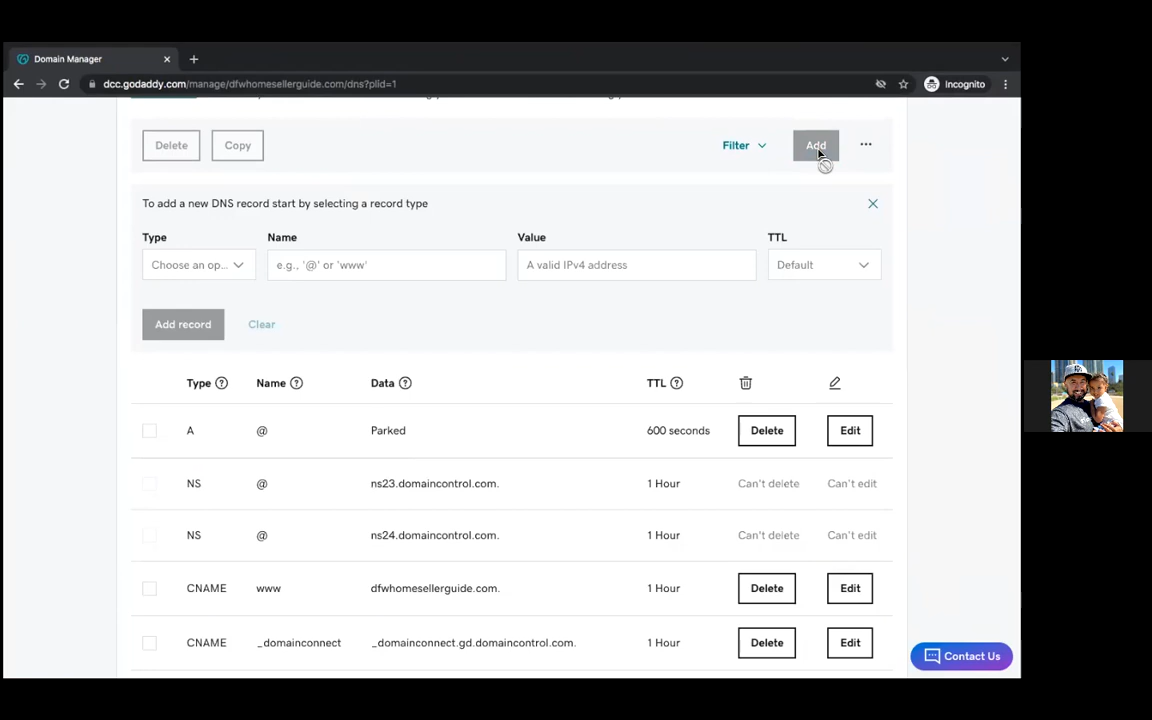 Domain Manager
dcc.godaddy.com/manage/dfwhomesellerguide.com/dns?plid=1
Incognito
Delete
Copy
Filter
Add
To add a new DNS record start by selecting a record type
Type
Name
Value
TTL
Choose an op...
e.g., '@' or 'www'
A valid IPv4 address
Default
Add record
Clear
Type Name Data TTL
A @ Parked 600 seconds Delete Edit
NS @ ns23.domaincontrol.com. 1 Hour Can't delete Can't edit
NS @ ns24.domaincontrol.com. 1 Hour Can't delete Can't edit
CNAME www dfwhomesellerguide.com. 1 Hour Delete Edit
CNAME _domainconnect _domainconnect.gd.domaincontrol.com. 1 Hour Delete Edit
Contact Us